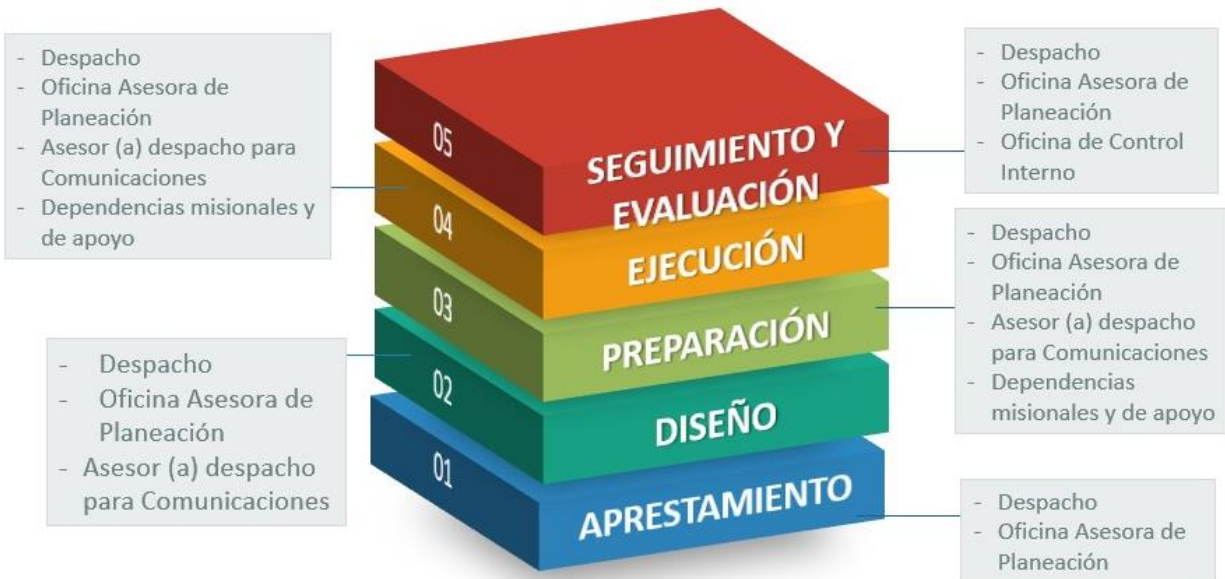 - Despacho
- Oficina Asesora de
Planeación
- Asesor (a) despacho para
Comunicaciones
- Dependencias misionales y
de apoyo
- Despacho
- Oficina Asesora de
Planeación
- Asesor (a) despacho
para Comunicaciones
05
SEGUIMIENTO Y
EVALUACIÓN
04
EJECUCIÓN
03
PREPARACIÓN
02
DISEÑO
01
APRESTAMIENTO
- Despacho
- Oficina Asesora de
Planeación
- Oficina de Control
Interno
- Despacho
- Oficina Asesora de
Planeación
- Asesor (a) despacho
para Comunicaciones
- Dependencias
misionales y de apoyo
- Despacho
- Oficina Asesora de
Planeación